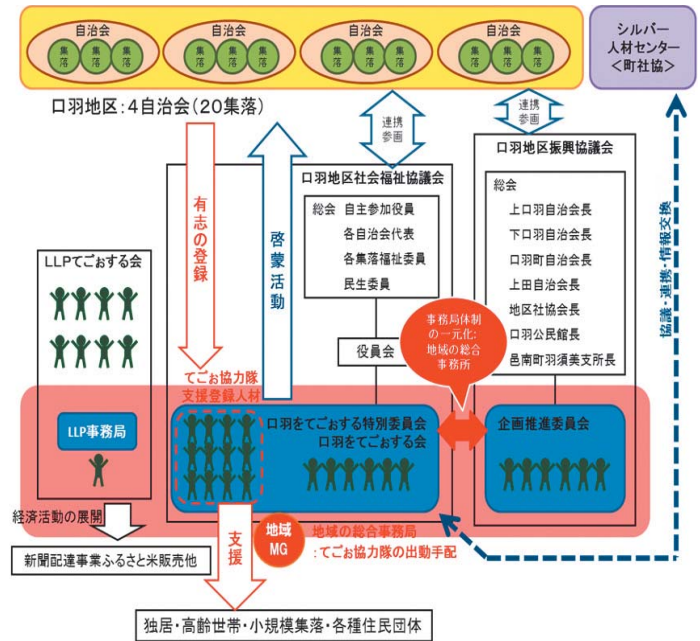 自治会
集落
集落
集落
自治会
集落
集落
集落
自治会
集落
集落
集落
自治会
集落
集落
集落
シルバー
人材センター
<町社協>
口羽地区：4自治会（20集落）
連携
参画
連携
参画
有志の登録
啓蒙活動
口羽地区社会福祉協議会
総会 自主参加役員
各自治会代表
各集落福祉委員
民生委員
役員会
口羽地区振興協議会
総会
上口羽自治会長
下口羽自治会長
口羽町自治会長
上田自治会長
地区社協会長
口羽公民館長
邑南町羽須美支所長
協議・連携・情報交換
LLPてごぉする会
事務局体制
の一元化：
地域の総合
事務所
てごぉ協力隊
支援登録人材
LLP事務局
口羽をてごぉする特別委員会
口羽をてごぉする会
企画推進委員会
経済活動の展開
新聞配達事業ふるさと米販売他
支援
地域
MG
地域の総合事務局
：てごぉ協力隊の出動手配
独居・高齢世帯・小規模集落・各種住民団体